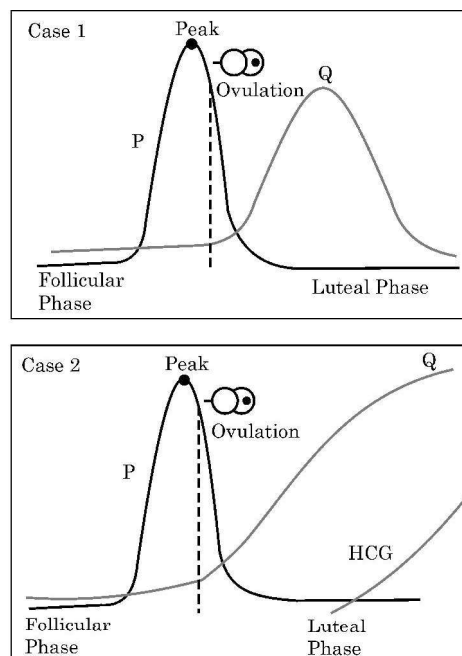 Case 1
Peak
Ovulation
Q
P
Follicular
Phase
Luteal Phase
Case 2
Peak
Q
Ovulation
P
HCG
Follicular
Phase
Luteal
Phase